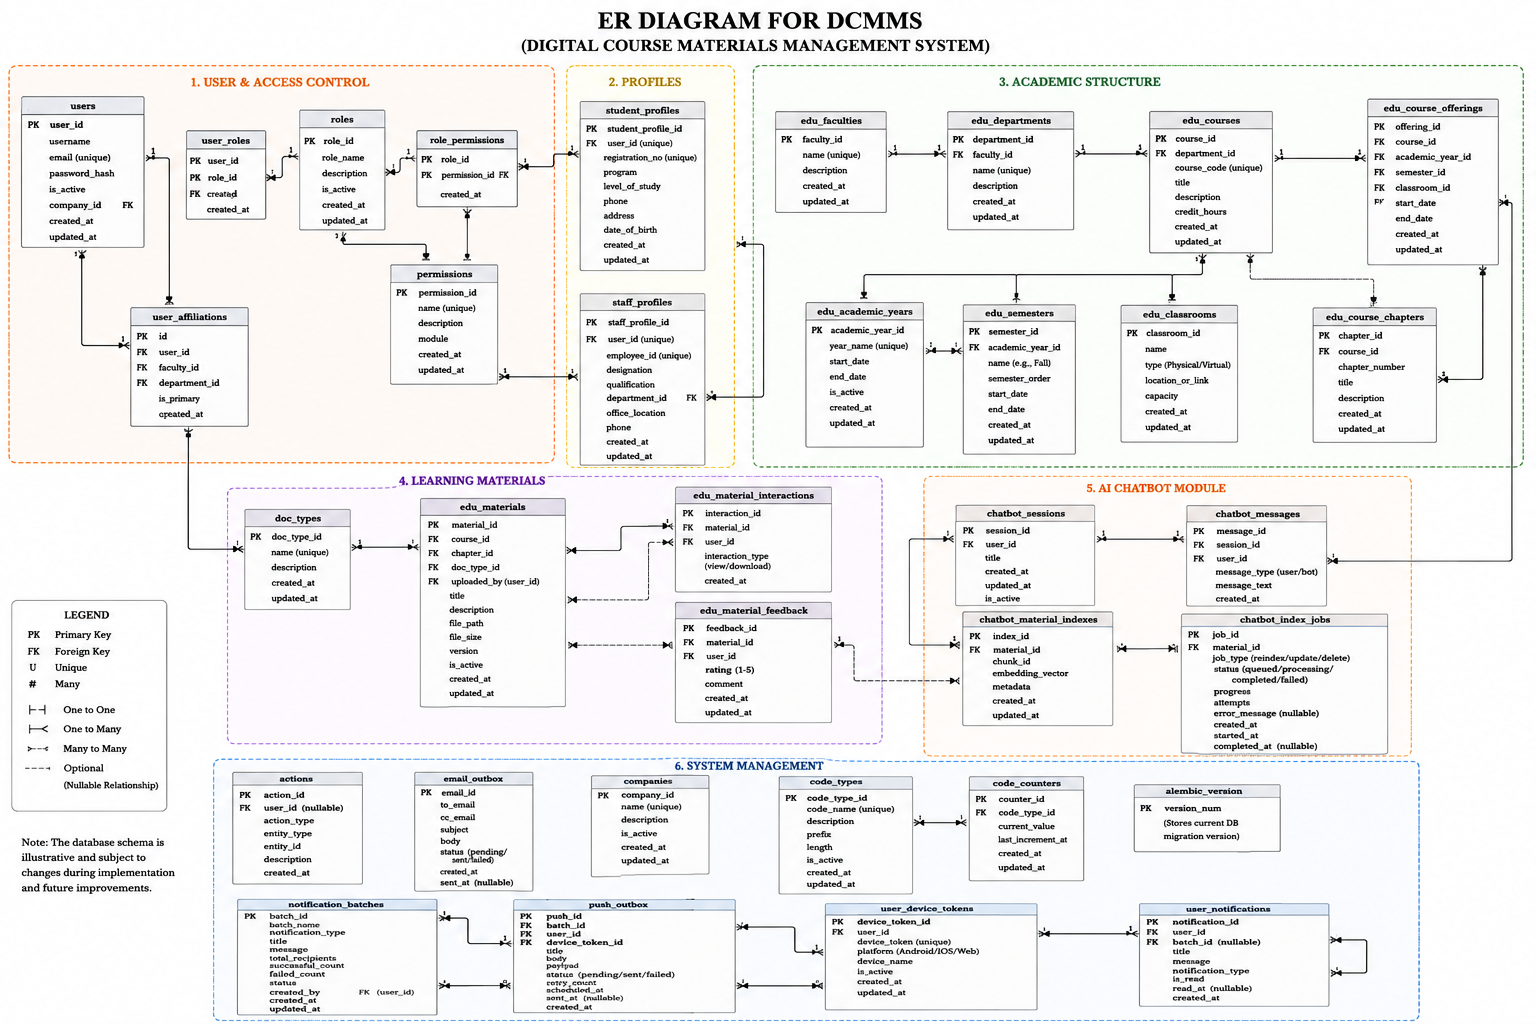 ER DIAGRAM FOR DCMMS
(DIGITAL COURSE MATERIALS MANAGEMENT SYSTEM)
1. USER & ACCESS CONTROL
users
PK user_id
username
email (unique)
password_hash
is_active
company_id FK
created_at
updated_at
user_roles
PK user_id
PK role_id
FK created
created_at
roles
PK role_id
role_name
description
is_active
created_at
updated_at
role_permissions
PK role_id
PK permission_id FK
created_at
permissions
PK permission_id
name (unique)
description
module
created_at
updated_at
user_affiliations
PK id
FK user_id
FK faculty_id
FK department_id
is_primary
created_at
2. PROFILES
student_profiles
PK student_profile_id
FK user_id (unique)
registration_no (unique)
program
level_of_study
phone
address
date_of_birth
created_at
updated_at
staff_profiles
PK staff_profile_id
FK user_id (unique)
employee_id (unique)
designation
qualification
department_id FK
office_location
phone
created_at
updated_at
3. ACADEMIC STRUCTURE
edu_faculties
PK faculty_id
name (unique)
description
created_at
updated_at
edu_departments
PK department_id
FK faculty_id
name (unique)
description
created_at
updated_at
edu_courses
PK course_id
FK department_id
course_code (unique)
title
description
credit_hours
created_at
updated_at
edu_course_offerings
PK offering_id
FK course_id
FK academic_year_id
FK semester_id
FK classroom_id
start_date
end_date
created_at
updated_at
edu_academic_years
PK academic_year_id
year_name (unique)
start_date
end_date
is_active
created_at
updated_at
edu_semesters
PK semester_id
FK academic_year_id
name (e.g., Fall)
semester_order
start_date
end_date
created_at
updated_at
edu_classrooms
PK classroom_id
name
type (Physical/Virtual)
location_or_link
capacity
created_at
updated_at
edu_course_chapters
PK chapter_id
FK course_id
chapter_number
title
description
created_at
updated_at
4. LEARNING MATERIALS
doc_types
PK doc_type_id
name (unique)
description
created_at
updated_at
edu_materials
PK material_id
FK course_id
FK chapter_id
FK doc_type_id
FK uploaded_by (user_id)
title
description
file_path
file_size
version
is_active
created_at
updated_at
edu_material_interactions
PK interaction_id
FK material_id
FK user_id
interaction_type
(view/download)
created_at
edu_material_feedback
PK feedback_id
FK material_id
FK user_id
rating (1-5)
comment
created_at
updated_at
5. AI CHATBOT MODULE
chatbot_sessions
PK session_id
FK user_id
title
created_at
updated_at
is_active
chatbot_messages
PK message_id
FK session_id
FK user_id
message_type (user/bot)
message_text
created_at
chatbot_material_indexes
PK index_id
FK material_id
chunk_id
embedding_vector
metadata
created_at
updated_at
chatbot_index_jobs
PK job_id
FK material_id
job_type (reindex/update/delete)
status (queued/processing/
completed/failed)
progress
attempts
error_message (nullable)
created_at
started_at
completed_at (nullable)
LEGEND
PK Primary Key
FK Foreign Key
U Unique
# Many
One to One
One to Many
Many to Many
Optional
(Nullable Relationship)
Note: The database schema is
illustrative and subject to
changes during implementation
and future improvements.
6. SYSTEM MANAGEMENT
actions
PK action_id
FK user_id (nullable)
action_type
entity_type
entity_id
description
created_at
email_outbox
PK email_id
to_email
cc_email
subject
body
status (pending/
sent/failed)
created_at
sent_at (nullable)
companies
PK company_id
name (unique)
description
is_active
created_at
updated_at
code_types
PK code_type_id
code_name (unique)
description
prefix
length
is_active
created_at
updated_at
code_counters
PK counter_id
FK code_type_id
current_value
last_increment_at
created_at
updated_at
alembic_version
PK version_num
(Stores current DB
migration version)
notification_batches
PK batch_id
batch_name
notification_type
title
message
total_recipients
successful_count
failed_count
status
created_by FK (user_id)
created_at
updated_at
push_outbox
PK push_id
FK batth_id
FK user_id
FK device_token_id
title
body
payload
status (pending/sent/failed)
retry_count
scheduled_at
sent_at (nullable)
created_at
user_device_tokens
PK device_token_id
FK user_id
device_token (unique)
platform (Android/IOS/Web)
device_name
is_active
created_at
updated_at
user_notifications
PK notification_id
FK user_id
FK batch_id (nullable)
title
message
notification_type
is_read
read_at (nullable)
created_at